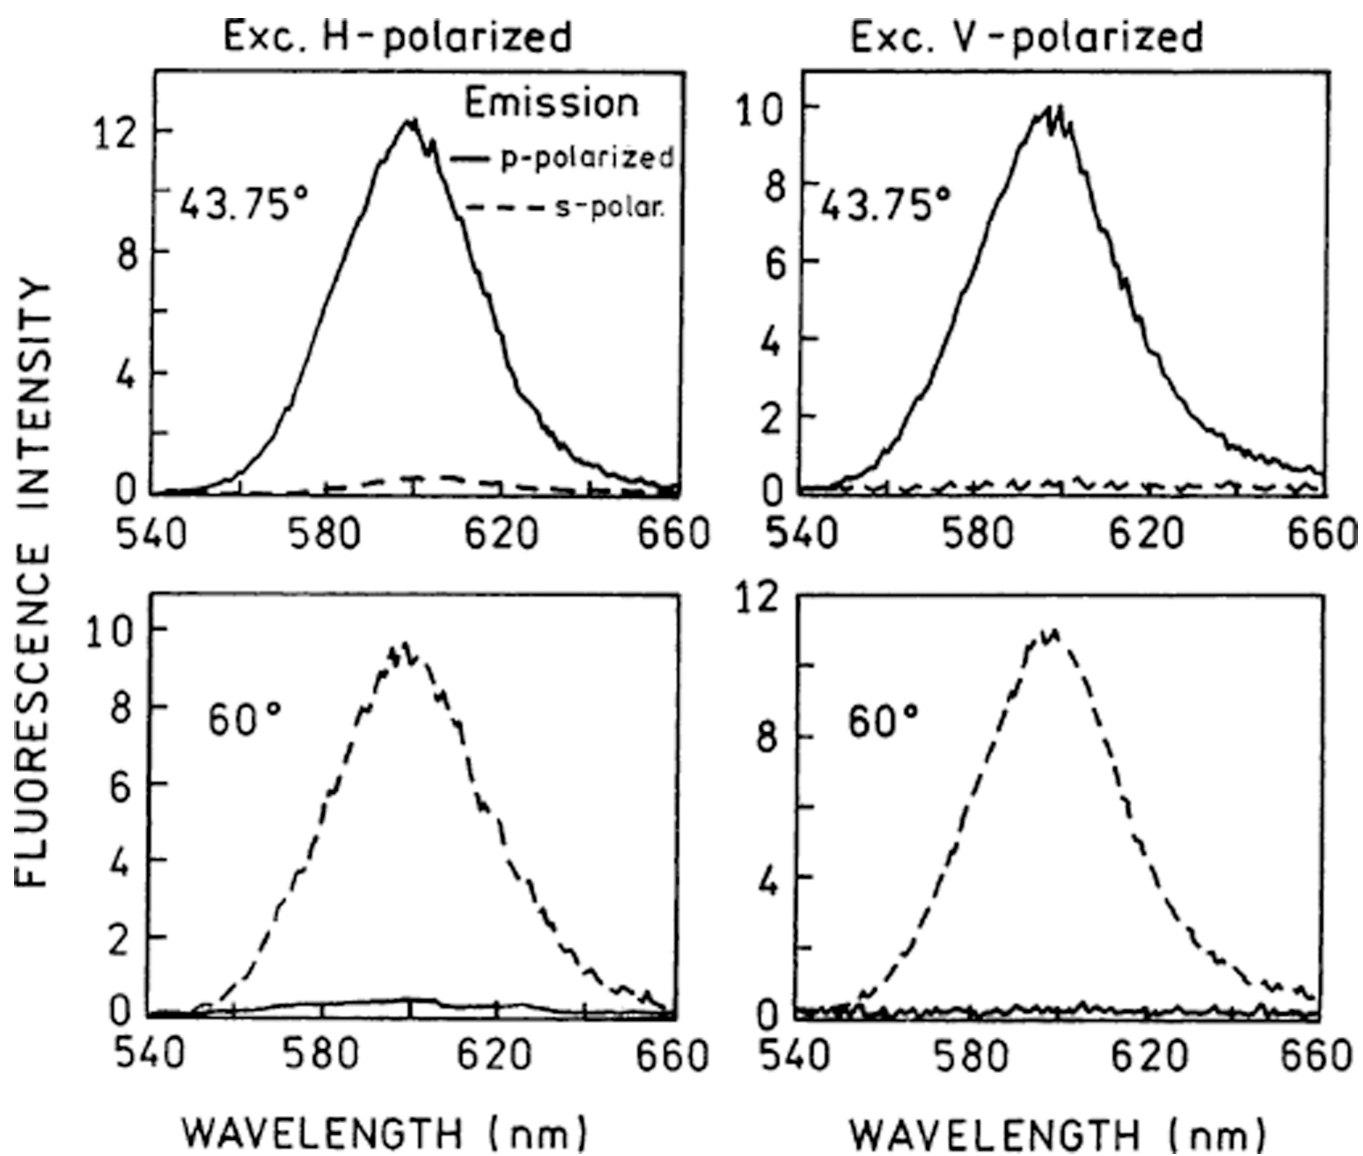 Exc. H-polarized
Exc. V-polarized
Emission
p-polarized
s-polar.
43.75°
12
8
4
0
540 580 620 660
43.75°
10
8
6
4
2
0
540 580 620 660
60°
10
8
6
4
2
0
540 580 620 660
60°
12
8
4
0
540 580 620 660
FLUORESCENCE INTENSITY
WAVELENGTH (nm)
WAVELENGTH (nm)